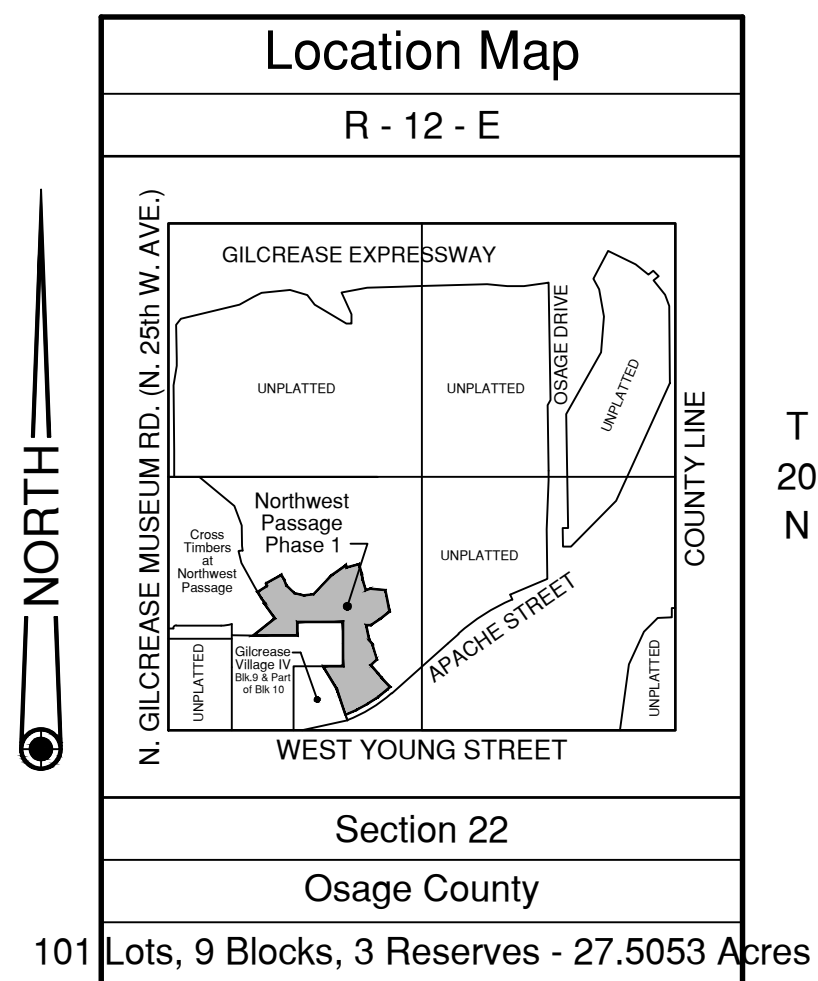 Location Map
R - 12 - E
N. GILCREASE MUSEUM RD. (N. 25th W. AVE.)
GILCREASE EXPRESSWAY
OSAGE DRIVE
UNPLATTED
UNPLATTED
UNPLATTED
COUNTY LINE
T
20
N
NORTH
Northwest
Passage
Phase 1
Cross
Timbers
at
Northwest
Passage
UNPLATTED
APACHE STREET
UNPLATTED
Gilcrease
Village IV
Blk.9 & Part
of Blk 10
UNPLATTED
WEST YOUNG STREET
Section 22
Osage County
101 Lots, 9 Blocks, 3 Reserves - 27.5053 Acres